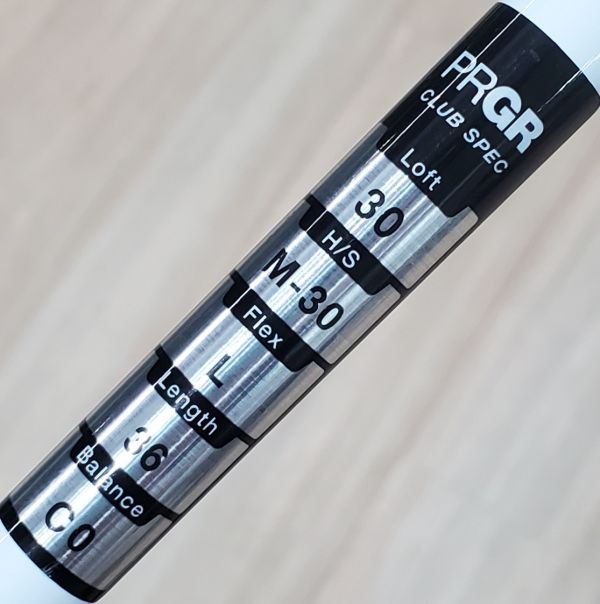 PRGR
CLUB SPEC
Loft
30
H/S
M-30
Flex
L
Length
36
Balance
C0